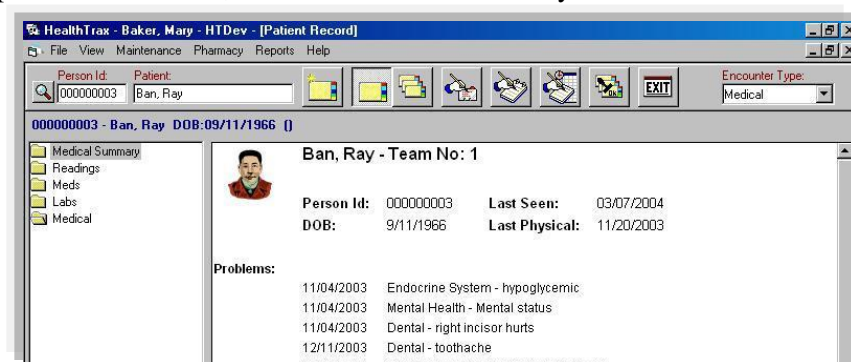 HealthTrax - Baker, Mary - HTDev - [Patient Record]
File View Maintenance Pharmacy Reports Help
Person Id: Patient: Encounter Type:
000000003 Ban, Ray EXIT Medical
000000003 - Ban, Ray DOB:09/11/1966 ()
Medical Summary
Readings
Meds
Labs
Medical
Ban, Ray - Team No: 1
Person Id: 000000003 Last Seen: 03/07/2004
DOB: 9/11/1966 Last Physical: 11/20/2003
Problems:
11/04/2003 Endocrine System - hypoglycemic
11/04/2003 Mental Health - Mental status
11/04/2003 Dental - right incisor hurts
12/11/2003 Dental - toothache